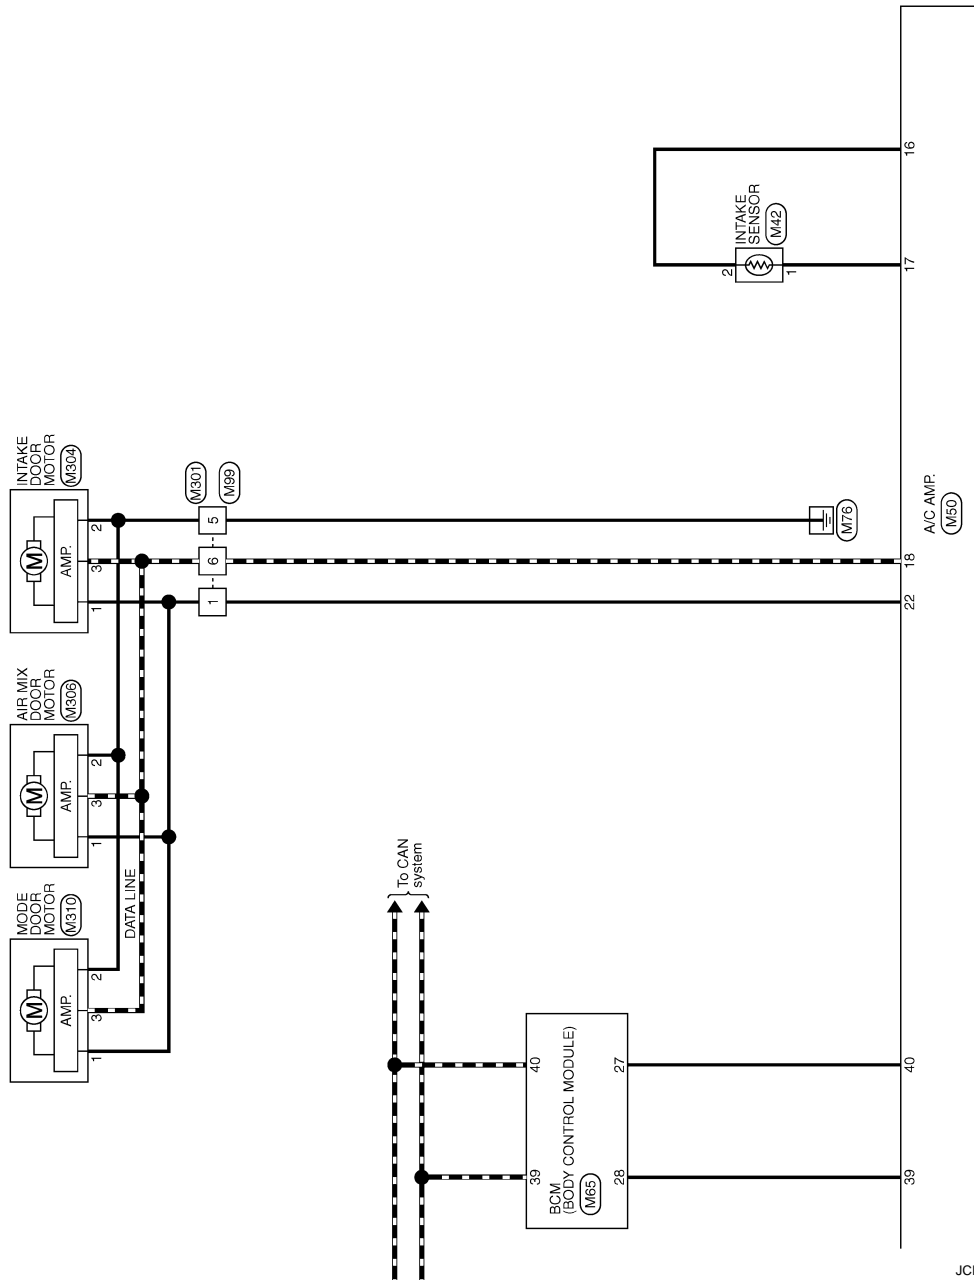 INTAKE
DOOR
MOTOR
M304
M
AMP.
2
3
1
AIR MIX
DOOR
MOTOR
M306
M
AMP.
2
3
1
MODE
DOOR
MOTOR
M310
M
AMP.
2
3
1
DATA LINE
M301
M99
5
6
1
M76
INTAKE
SENSOR
M42
2
1
16
17
A/C AMP.
M50
18
22
To CAN
system
40
39
BCM
(BODY CONTROL MODULE)
M65
27
28
40
39